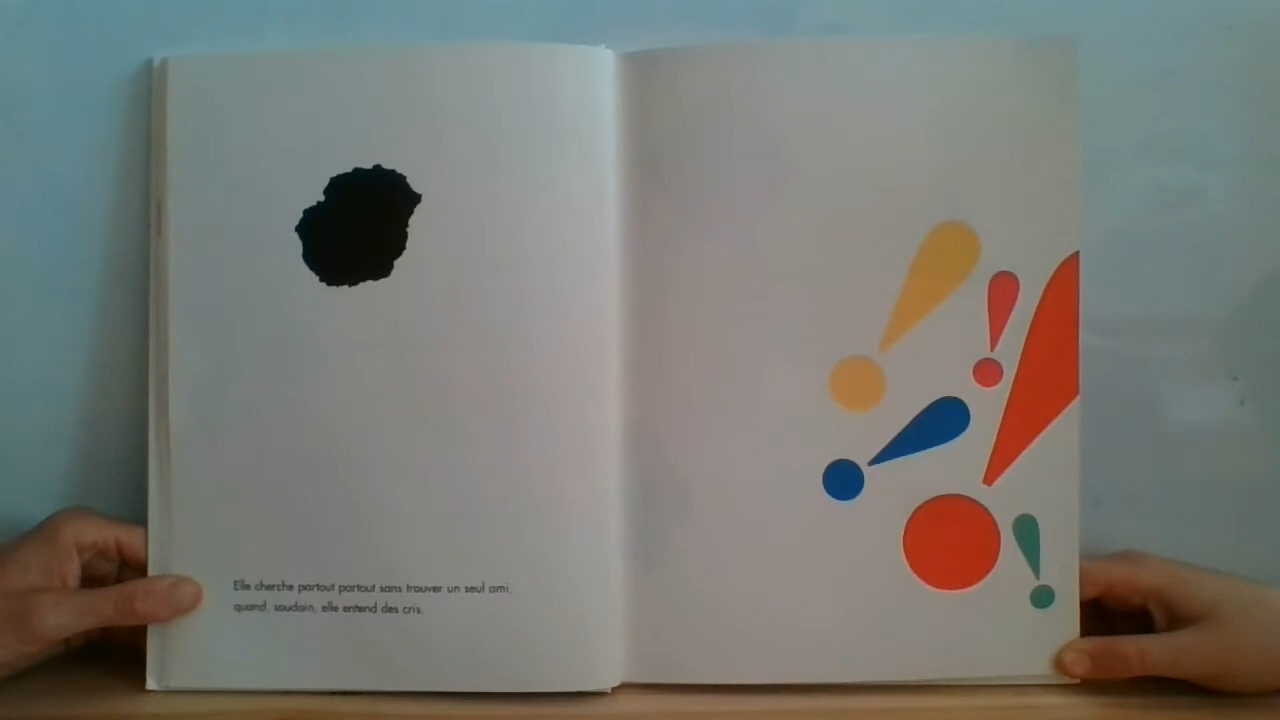 Elle cherche partout partout sans trouver un seul ami,
quand, soudain, elle entend des cris.